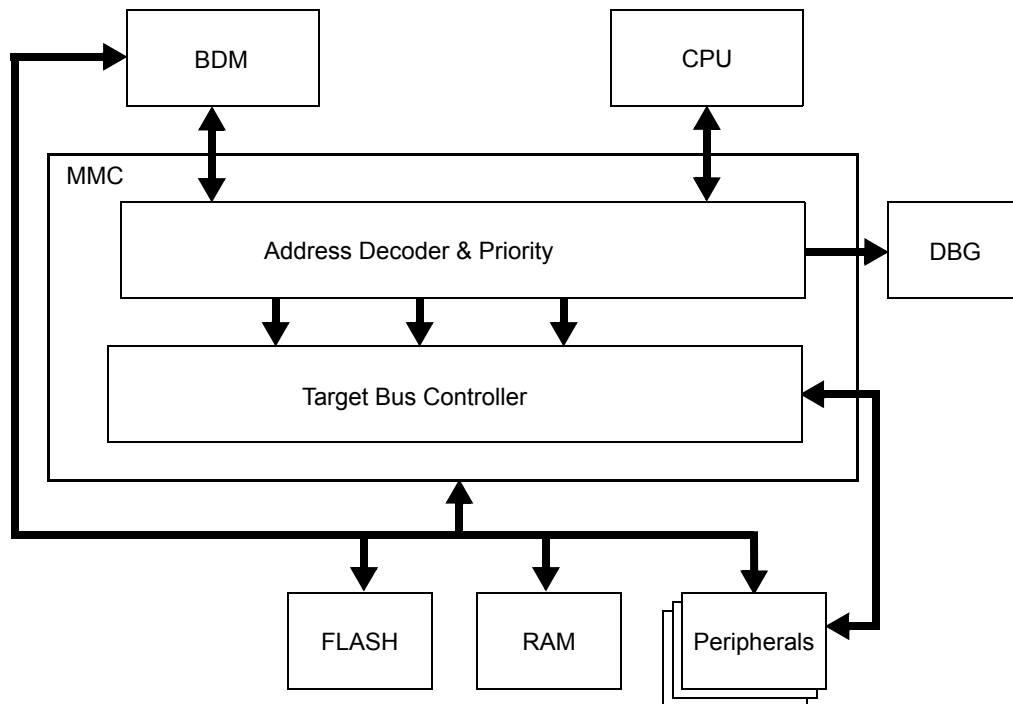 BDM
CPU
MMC
Address Decoder & Priority
DBG
Target Bus Controller
FLASH
RAM
Peripherals